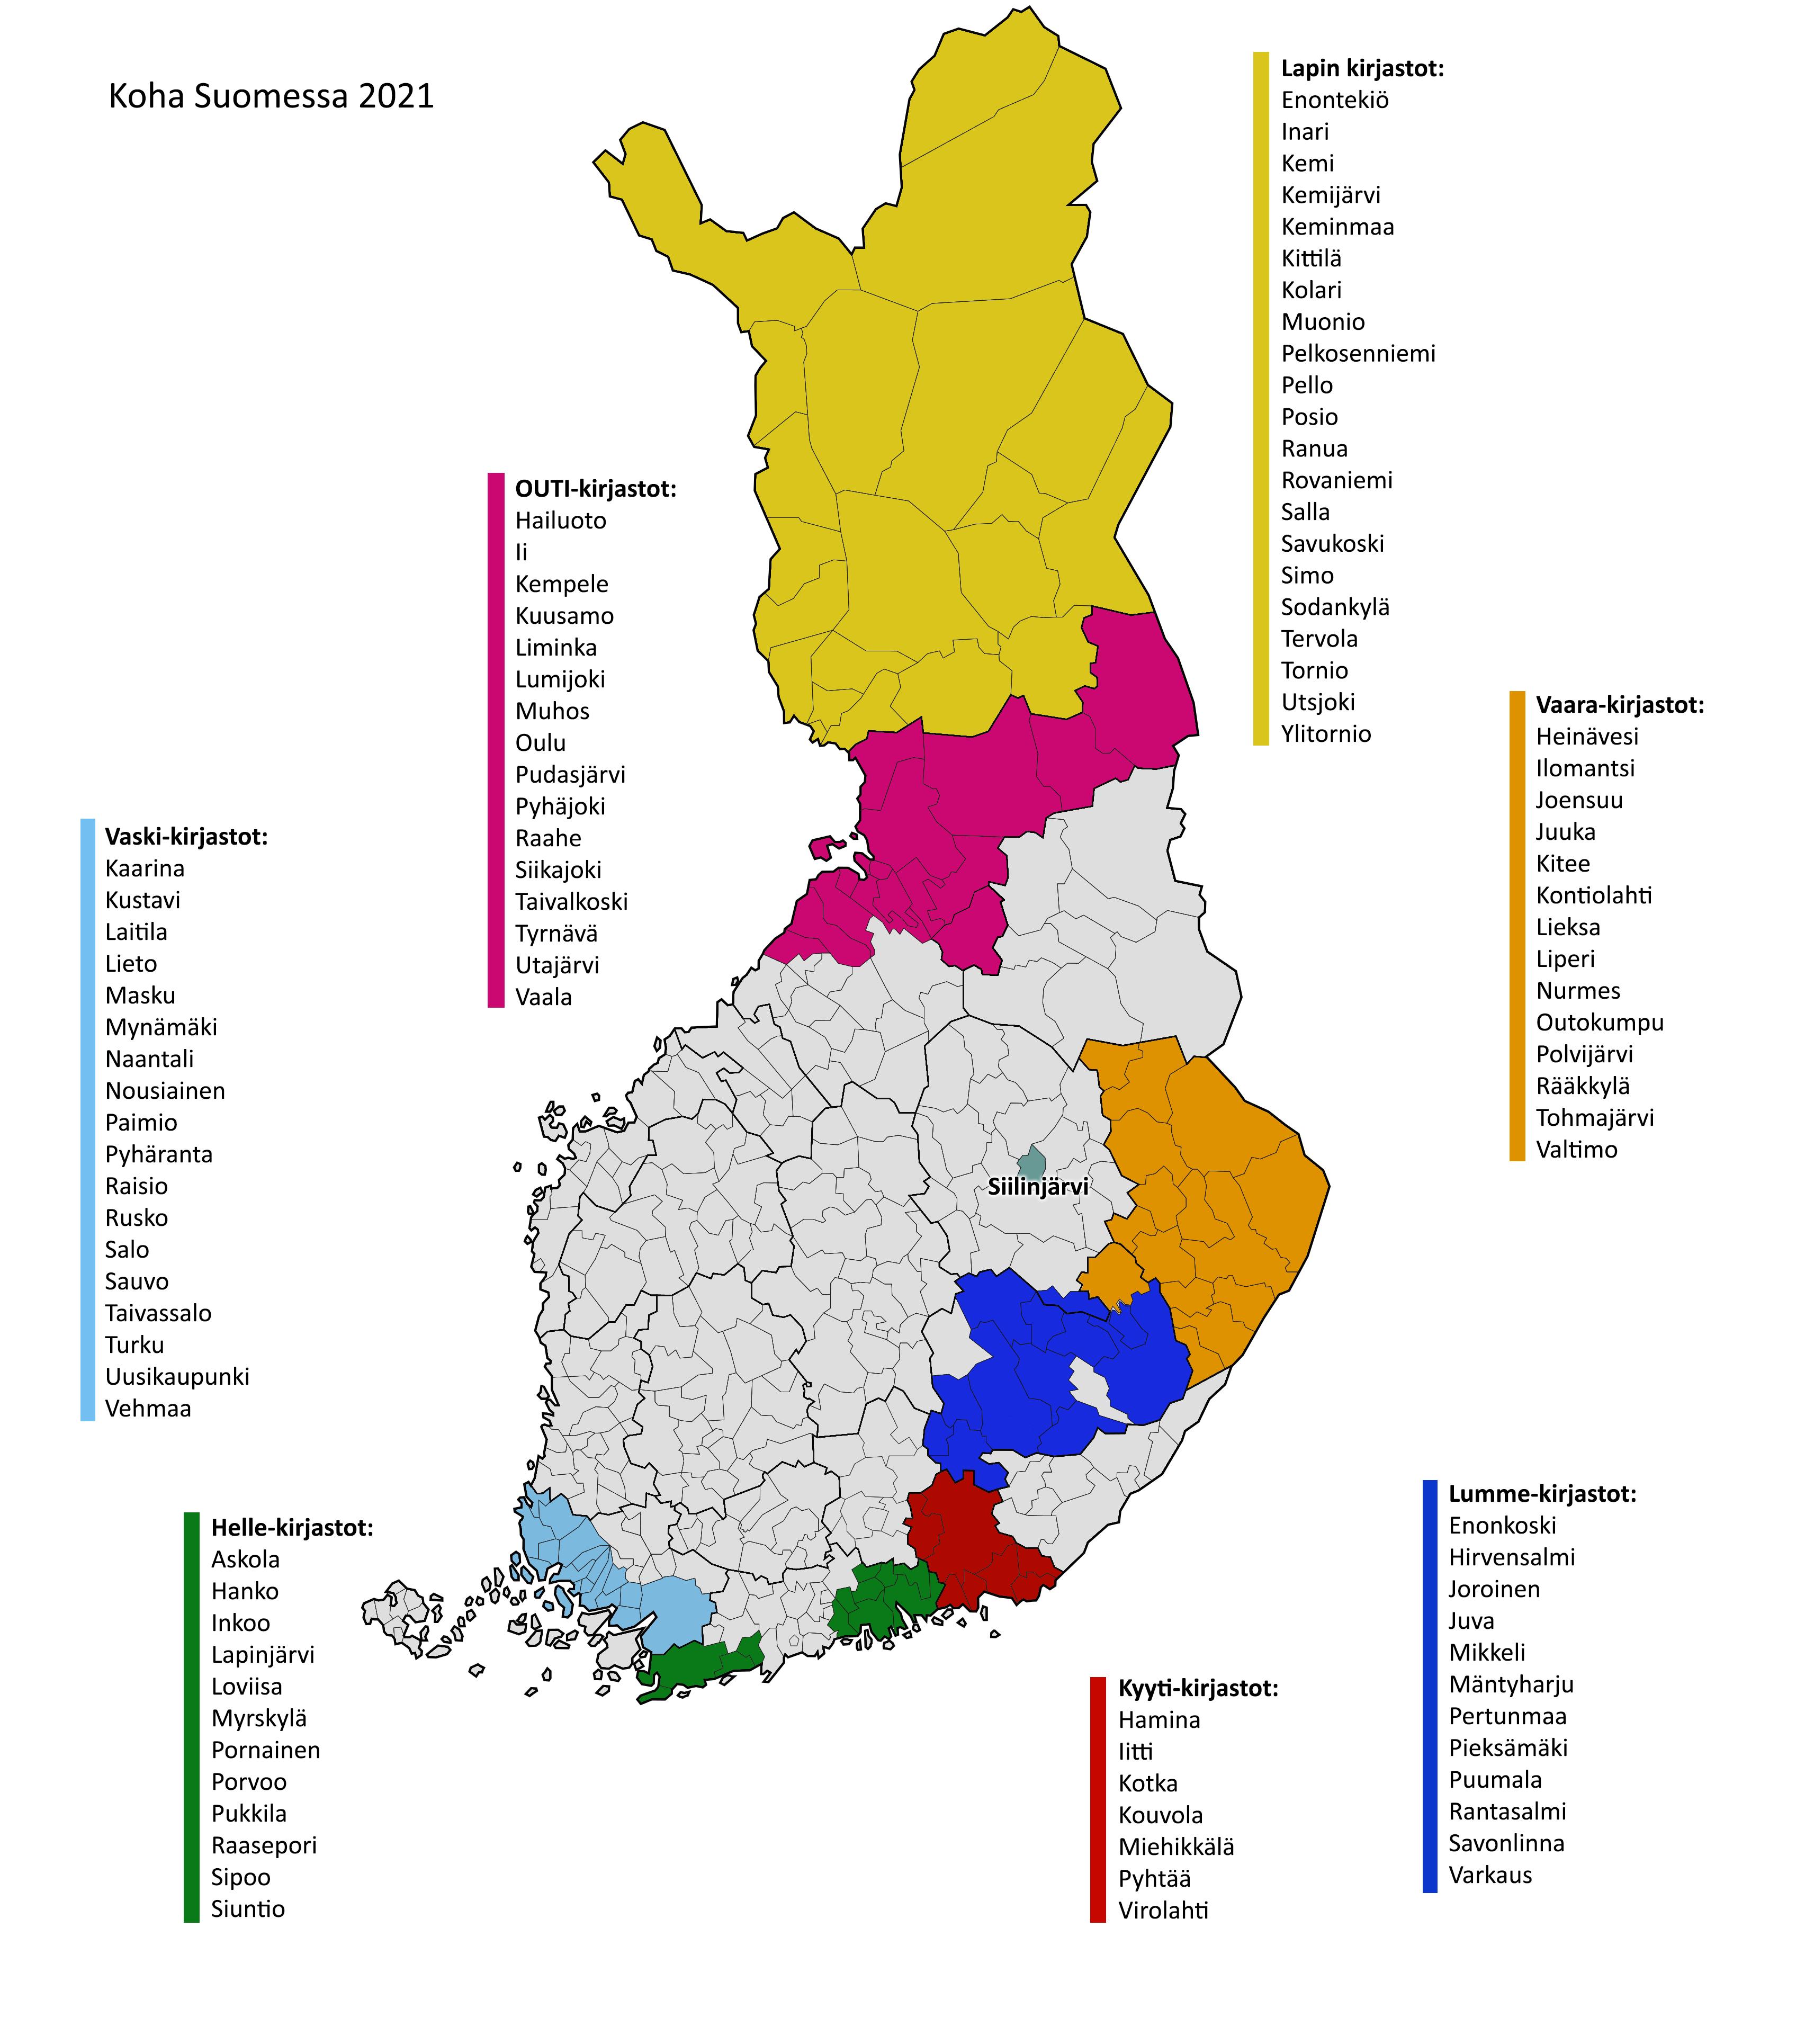 Koha Suomessa 2021
Lapin kirjastot:
Enontekiö
Inari
Kemi
Kemijärvi
Keminmaa
Kittilä
Kolari
Muonio
Pelkosenniemi
Pello
Posio
Ranua
Rovaniemi
Salla
Savukoski
Simo
Sodankylä
Tervola
Tornio
Utsjoki
Ylitornio
OUTI-kirjastot:
Hailuoto
Ii
Kempele
Kuusamo
Liminka
Lumijoki
Muhos
Oulu
Pudasjärvi
Pyhäjoki
Raahe
Siikajoki
Taivalkoski
Tyrnävä
Utajärvi
Vaala
Vaara-kirjastot:
Heinävesi
Ilomantsi
Joensuu
Juuka
Kitee
Kontiolahti
Lieksa
Liperi
Nurmes
Outokumpu
Polvijärvi
Rääkkylä
Tohmajärvi
Valtimo
Vaski-kirjastot:
Kaarina
Kustavi
Laitila
Lieto
Masku
Mynämäki
Naantali
Nousiainen
Paimio
Pyhäranta
Raisio
Rusko
Salo
Sauvo
Taivassalo
Turku
Uusikaupunki
Vehmaa
Siilinjärvi
Helle-kirjastot:
Askola
Hanko
Inkoo
Lapinjärvi
Loviisa
Myrskylä
Pornainen
Porvoo
Pukkila
Raasepori
Sipoo
Siuntio
Kyyti-kirjastot:
Hamina
Iitti
Kotka
Kouvola
Miehikkälä
Pyhtää
Virolahti
Lumme-kirjastot:
Enonkoski
Hirvensalmi
Joroinen
Juva
Mikkeli
Mäntyharju
Pertunmaa
Pieksämäki
Puumala
Rantasalmi
Savonlinna
Varkaus